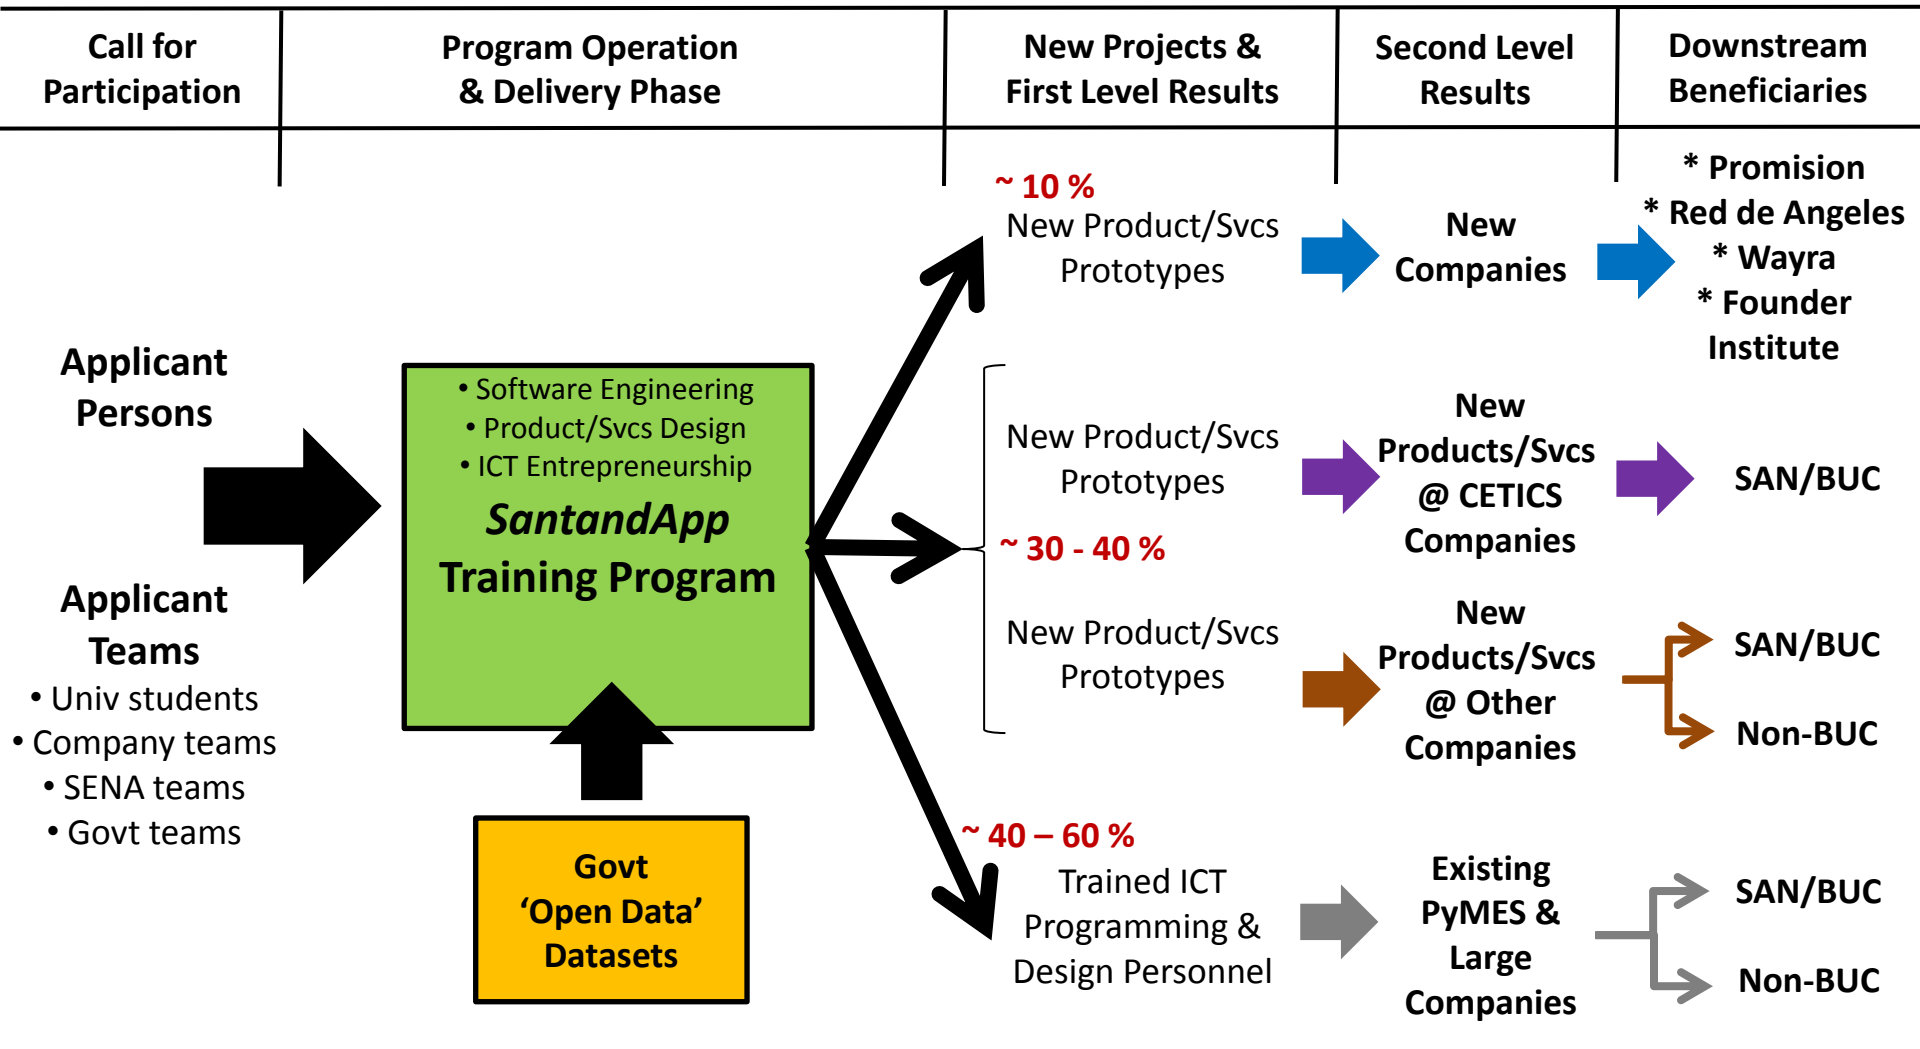 Call for
Participation
Program Operation
& Delivery Phase
New Projects &
First Level Results
Second Level
Results
Downstream
Beneficiaries
Applicant
Persons
Applicant
Teams
• Univ students
• Company teams
• SENA teams
• Govt teams
• Software Engineering
• Product/Svcs Design
• ICT Entrepreneurship
SantandApp
Training Program
Govt
‘Open Data’
Datasets
~ 10 %
New Product/Svcs
Prototypes
New
Companies
* Promision
* Red de Angeles
* Wayra
* Founder
Institute
New Product/Svcs
Prototypes
New
Products/Svcs
@ CETICS
Companies
SAN/BUC
~ 30 - 40 %
New Product/Svcs
Prototypes
New
Products/Svcs
@ Other
Companies
SAN/BUC
Non-BUC
~ 40 – 60 %
Trained ICT
Programming &
Design Personnel
Existing
PyMES &
Large
Companies
SAN/BUC
Non-BUC